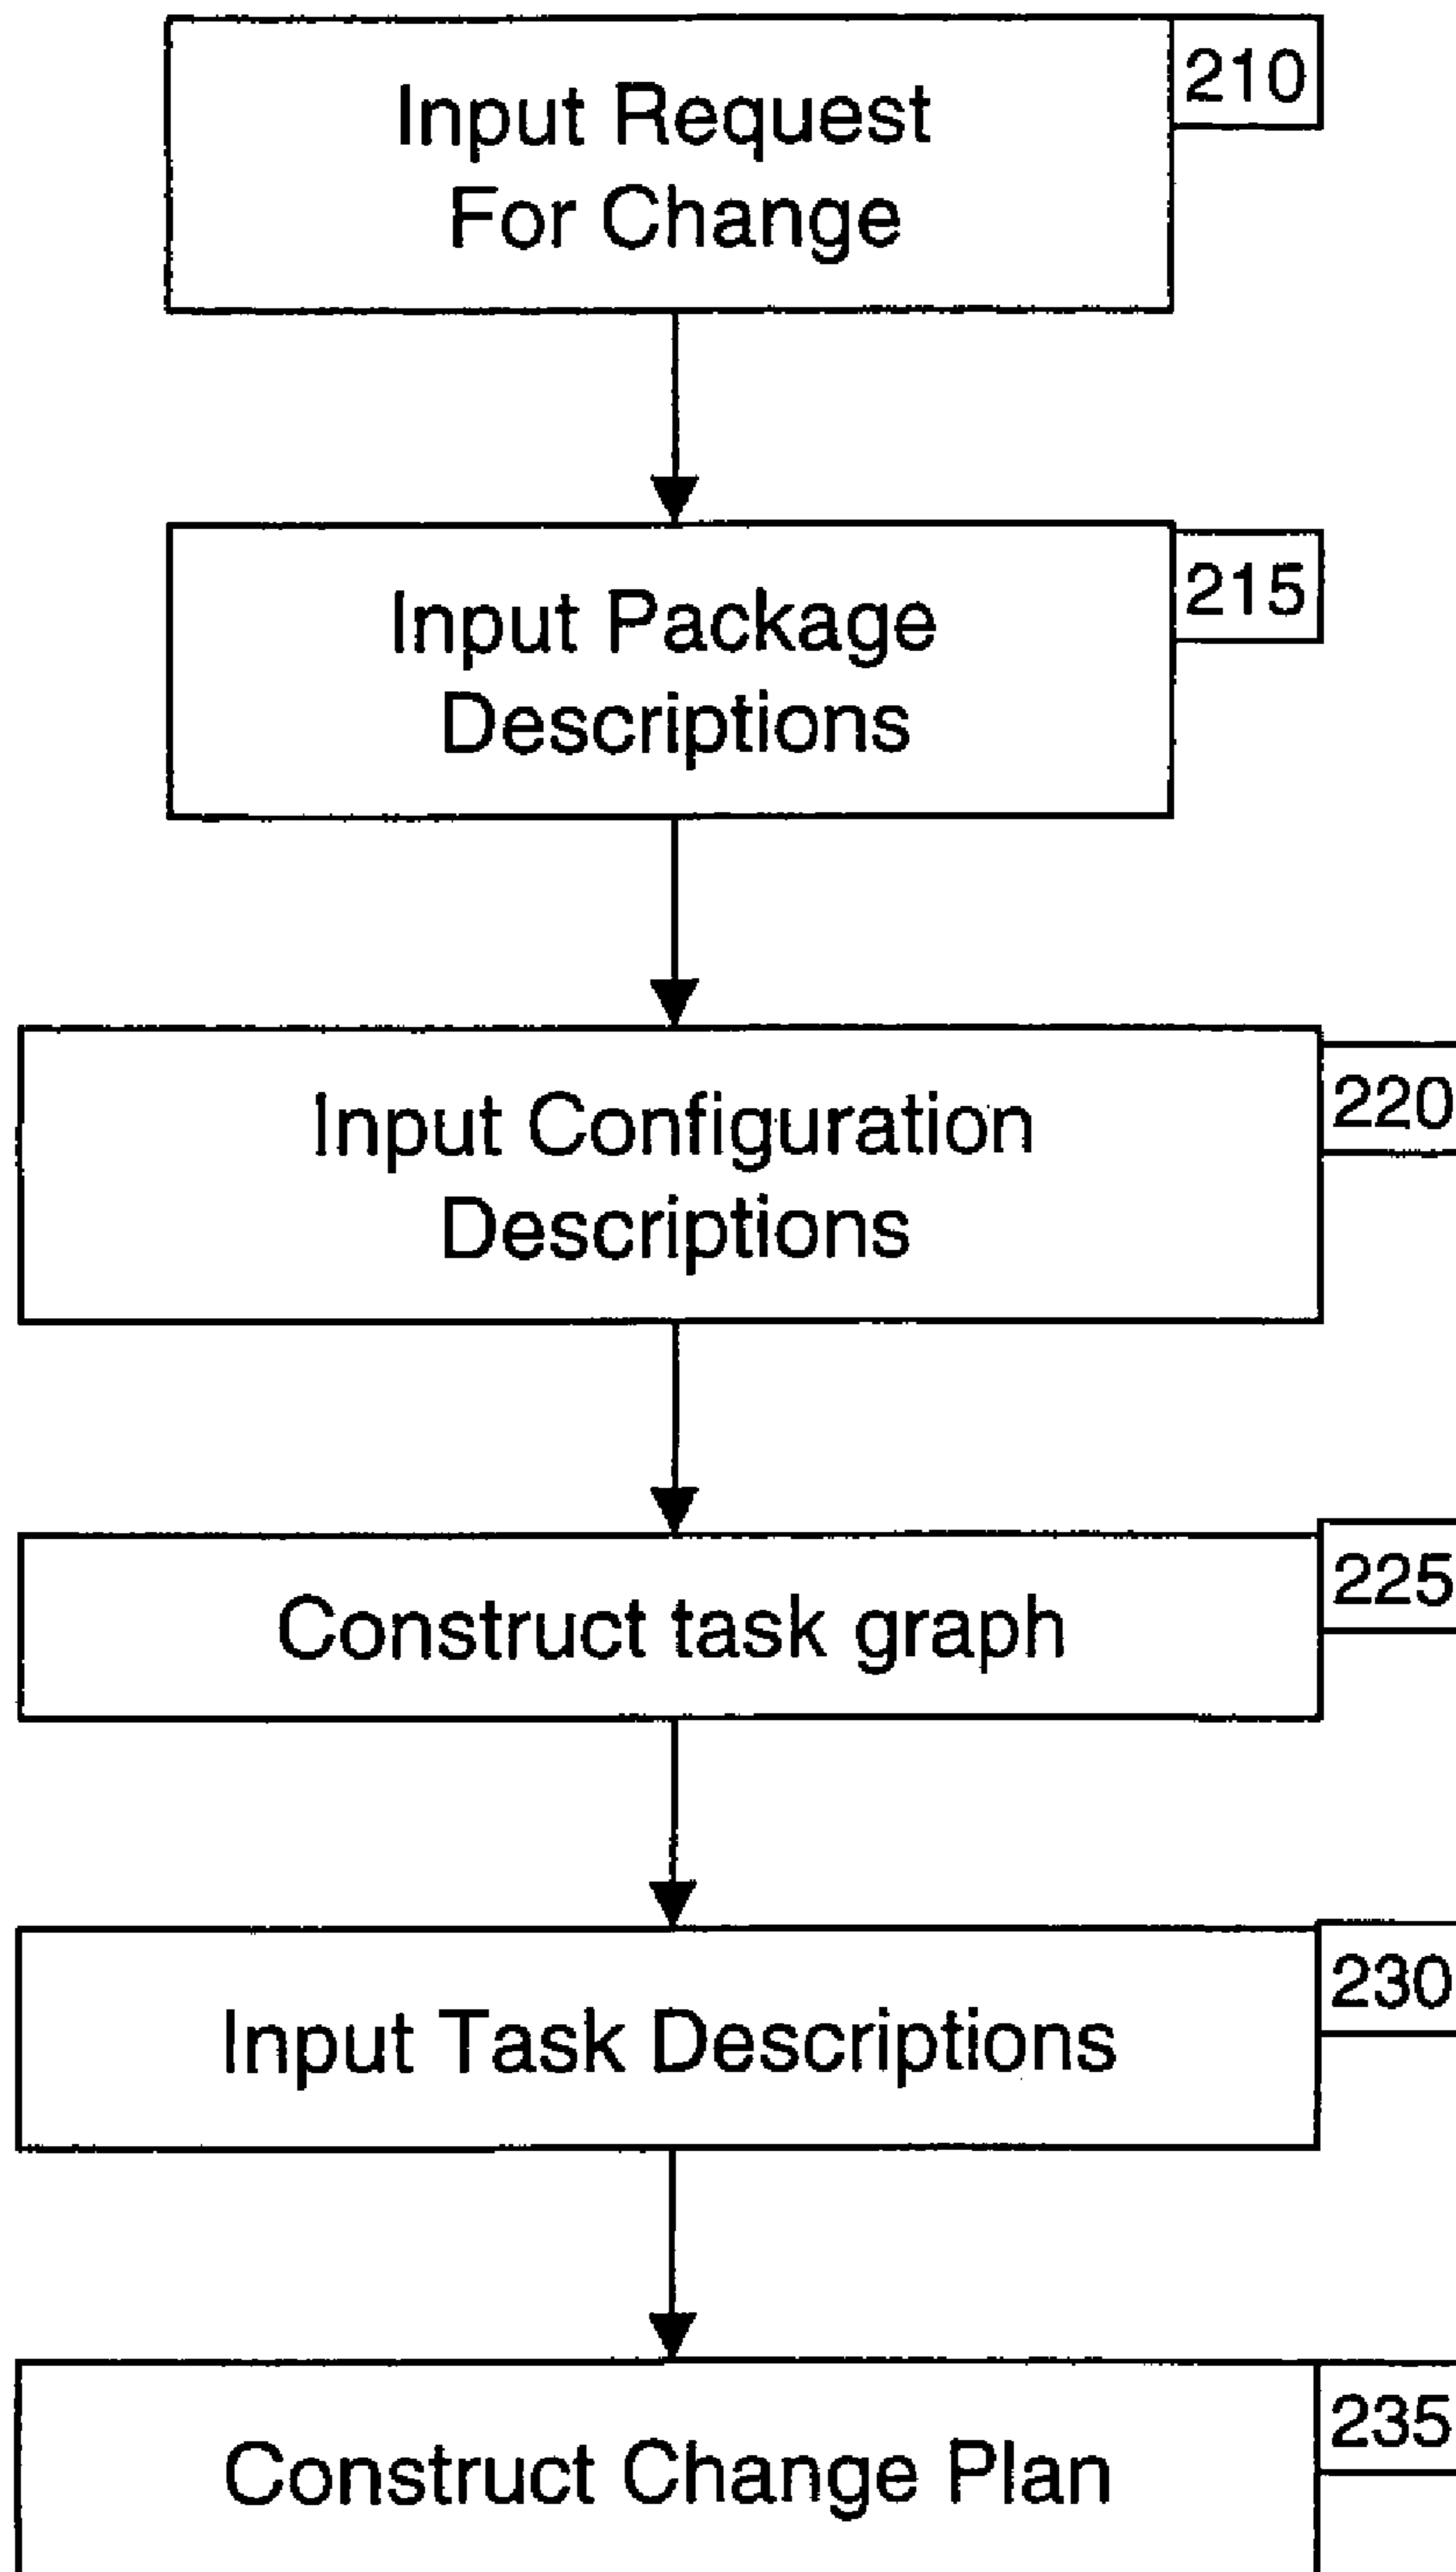 Input Request
For Change
210
Input Package
Descriptions
215
Input Configuration
Descriptions
220
Construct task graph
225
Input Task Descriptions
230
Construct Change Plan
235